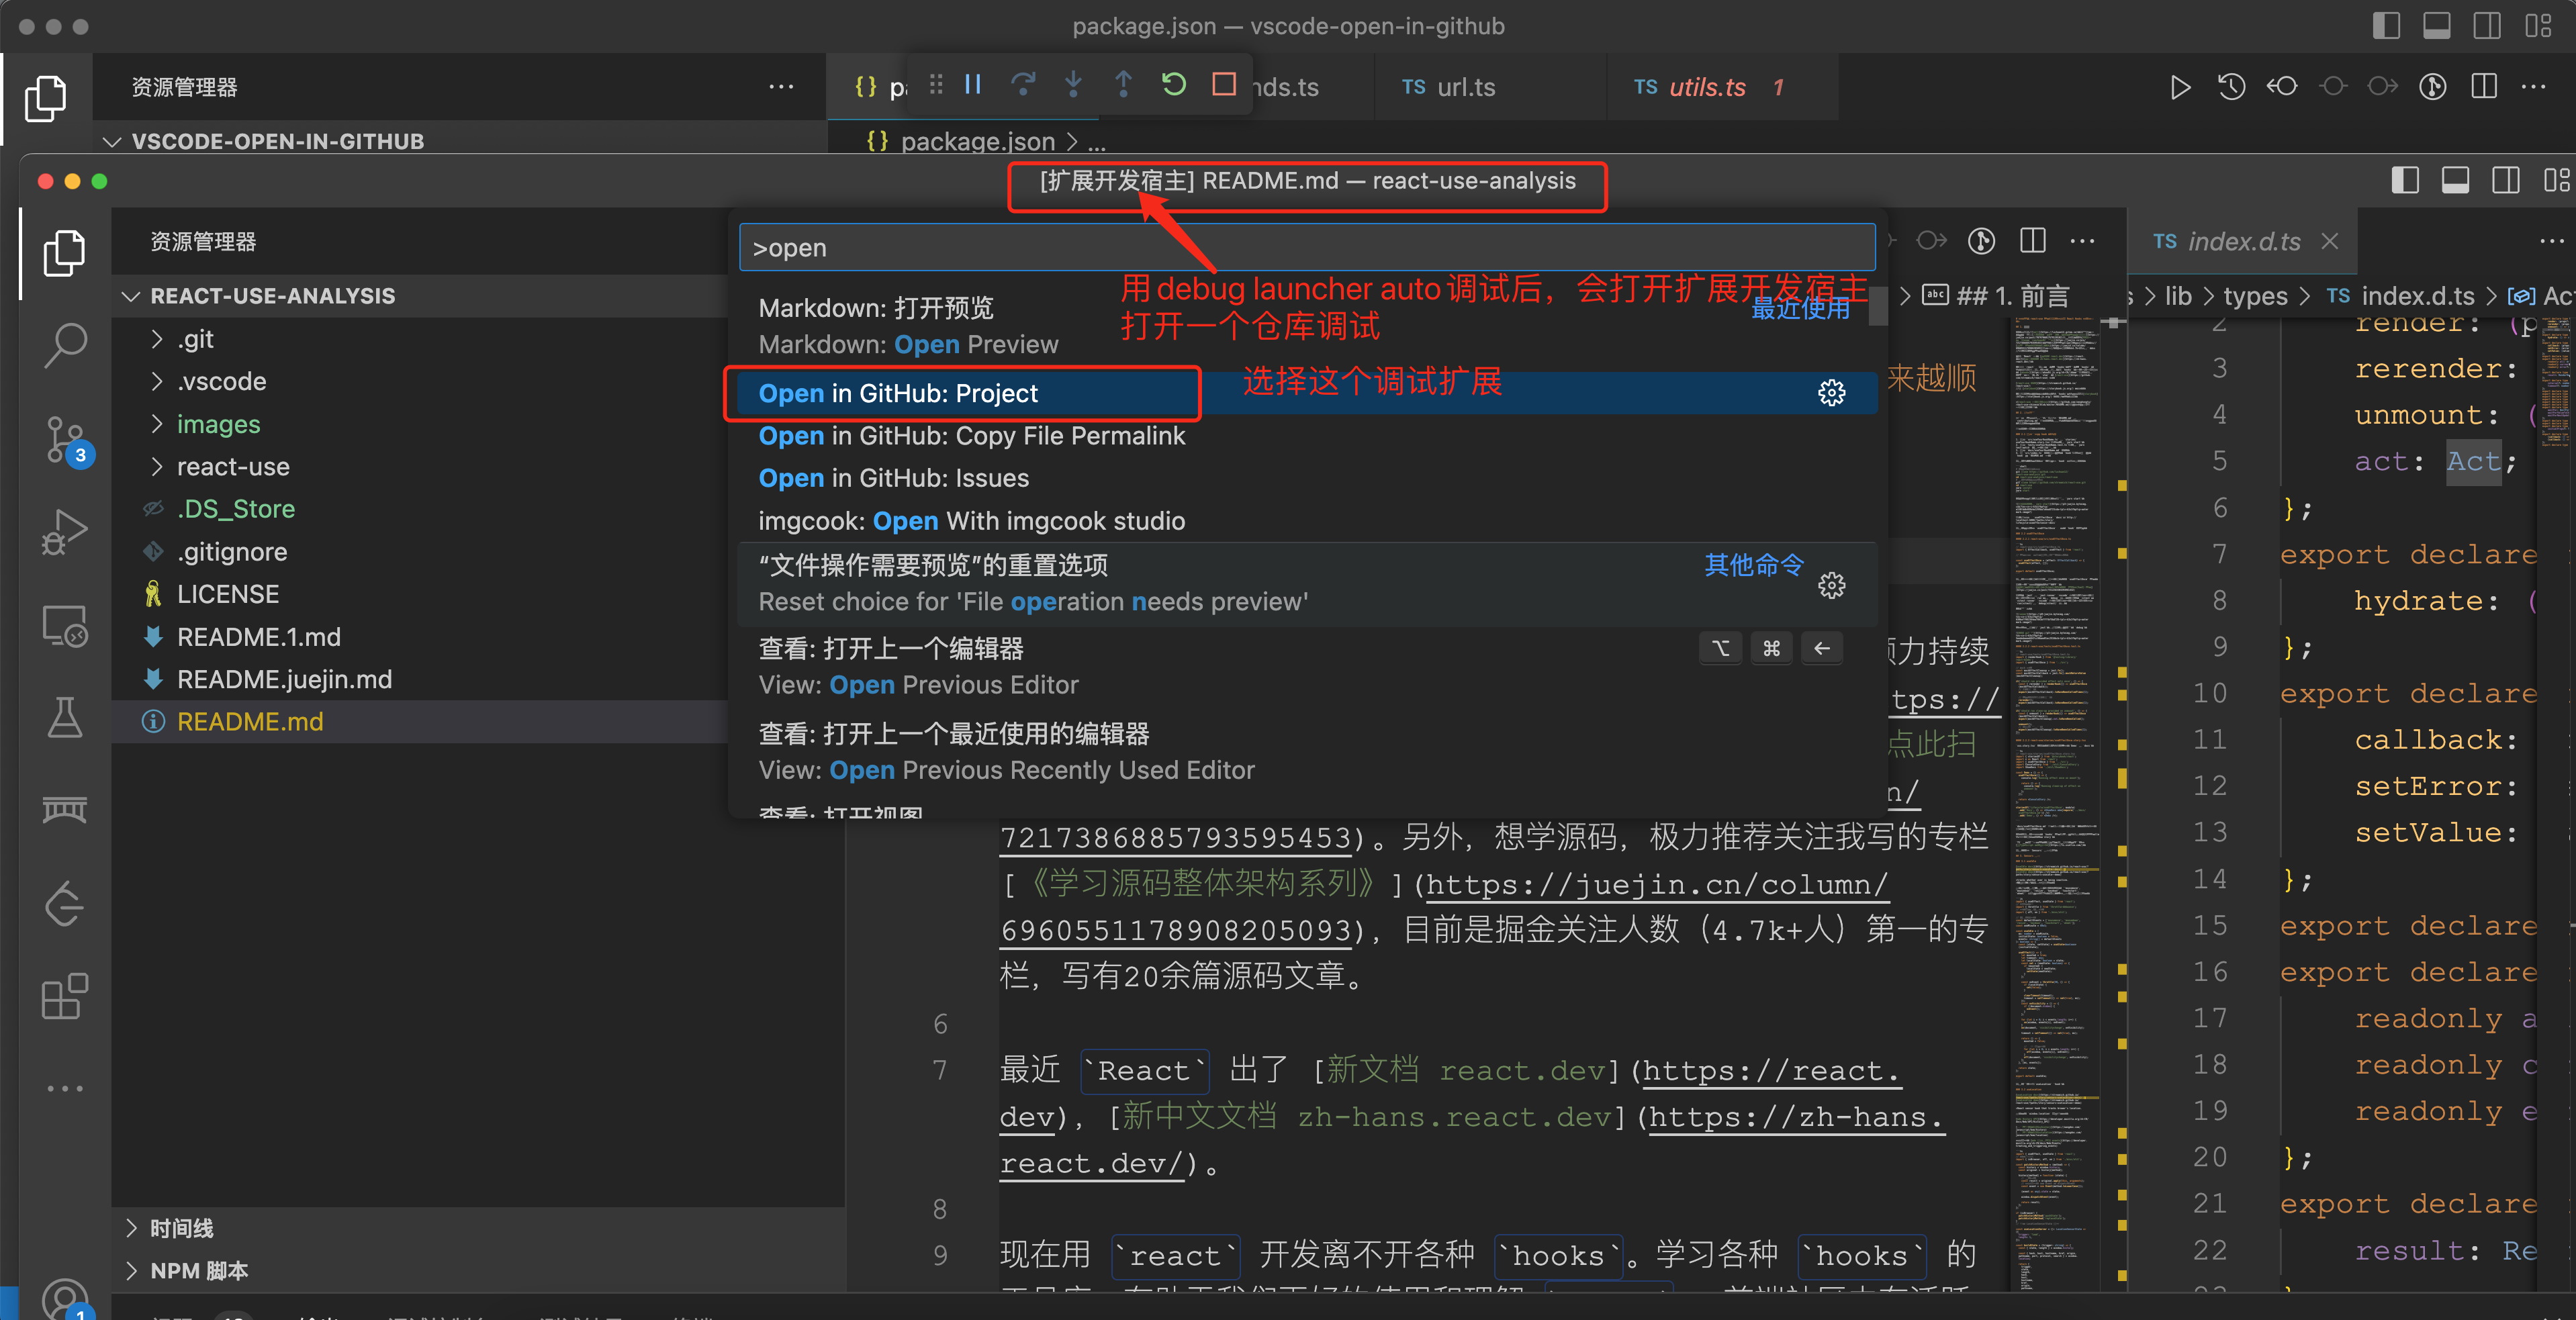 package.json — vscode-open-in-github
资源管理器
{} pa
nds.ts
TS url.ts
TS utils.ts 1
VSCODE-OPEN-IN-GITHUB
{} package.json > ...
[扩展开发宿主] README.md — react-use-analysis
资源管理器
>open
TS index.d.ts
用 debug launcher auto 调试后，会打开扩展开发宿主
打开一个仓库调试
选择这个调试扩展
REACT-USE-ANALYSIS
.git
.vscode
images
react-use
.DS_Store
.gitignore
LICENSE
README.1.md
README.juejin.md
README.md
时间线
NPM 脚本
3
1
Markdown: 打开预览
最近使用
Markdown: Open Preview
Open in GitHub: Project
Open in GitHub: Copy File Permalink
Open in GitHub: Issues
imgcook: Open With imgcook studio
“文件操作需要预览”的重置选项
其他命令
Reset choice for 'File operation needs preview'
查看: 打开上一个编辑器
⌥ ⌘ ←
View: Open Previous Editor
查看: 打开上一个最近使用的编辑器
View: Open Previous Recently Used Editor
查看: 打开视图
abc ## 1. 前言
来越顺
力持续
tps://
点此扫
n/
7217386885793595453)。另外，想学源码，极力推荐关注我写的专栏
[《学习源码整体架构系列》](https://juejin.cn/column/
6960551178908205093)，目前是掘金关注人数（4.7k+人）第一的专
栏，写有20余篇源码文章。
6
7 最近 `React` 出了 [新文档 react.dev](https://react.
dev)，[新中文文档 zh-hans.react.dev](https://zh-hans.
react.dev/)。
8
9 现在用 `react` 开发离不开各种 `hooks`。学习各种 `hooks` 的
s > lib > types > TS index.d.ts > Ac
2 render: (p
3 rerender:
4 unmount: (
5 act: Act;
6 };
7 export declare
8 hydrate: (
9 };
10 export declare
11 callback:
12 setError:
13 setValue:
14 };
15 export declare
16 export declare
17 readonly a
18 readonly c
19 readonly e
20 };
21 export declare
22 result: Re